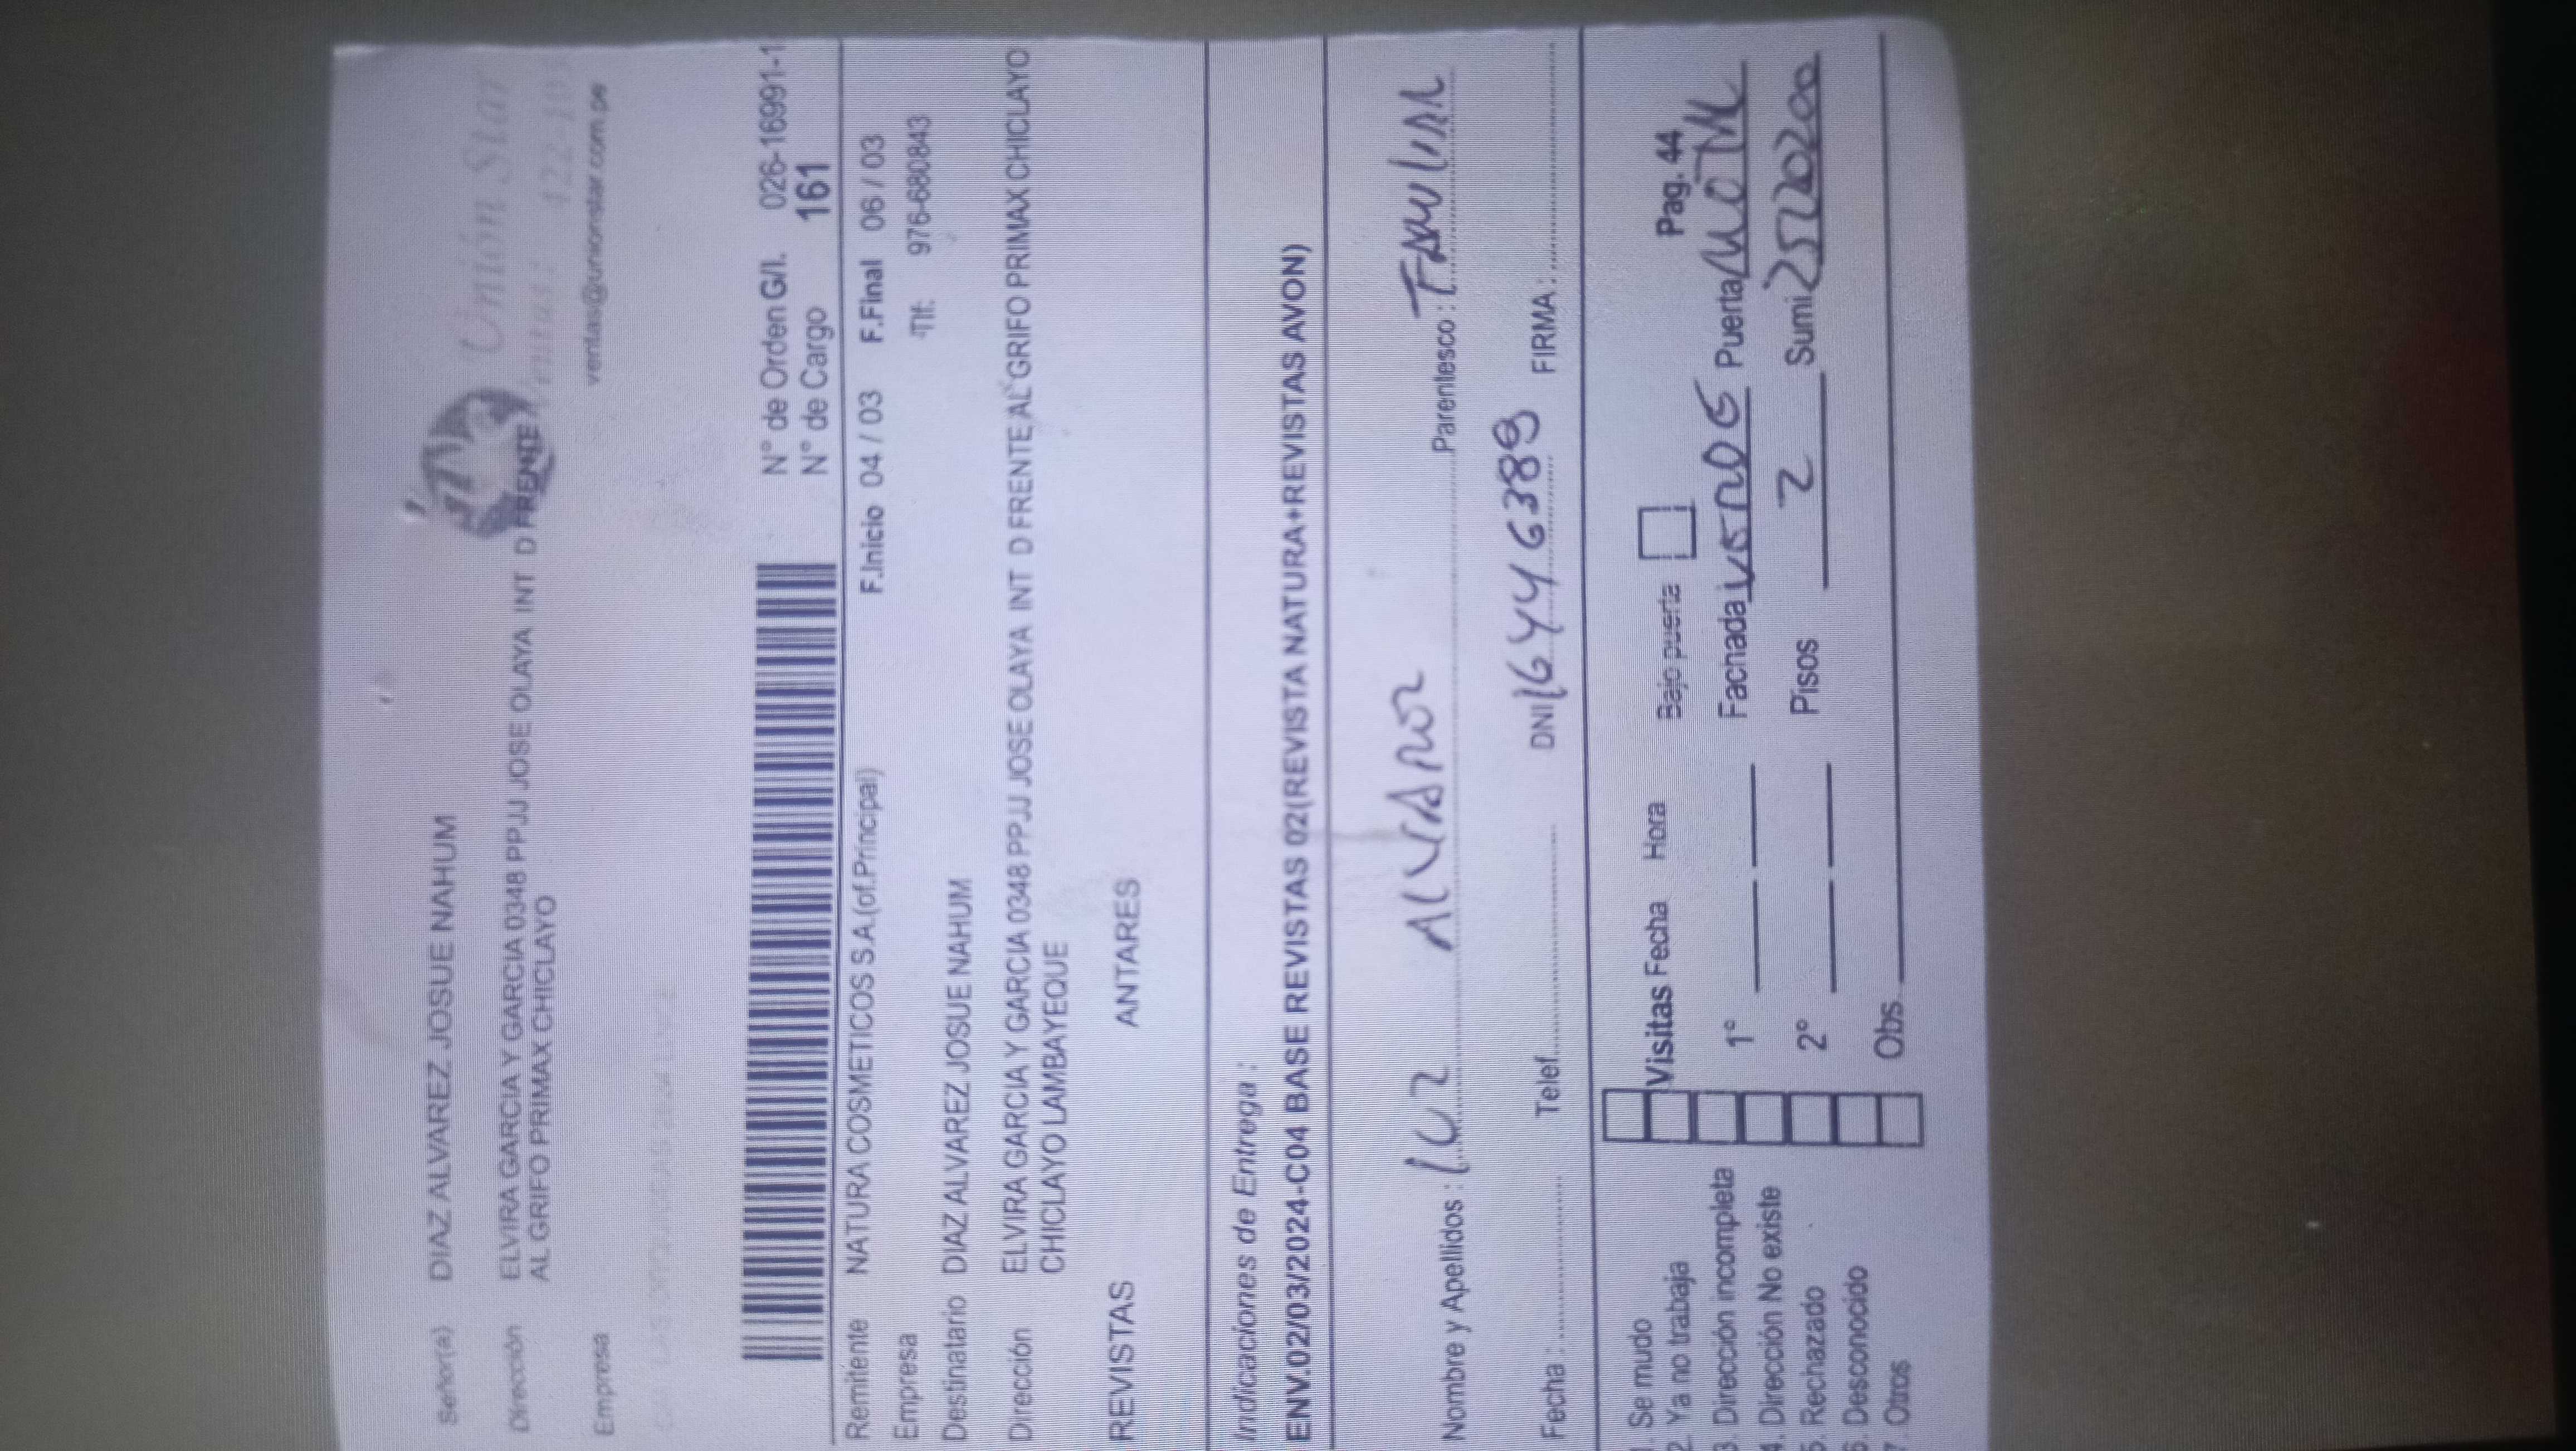 Señor(a) DIAZ ALVAREZ JOSUE NAHUM
Unión Star
Dirección ELVIRA GARCIA Y GARCIA 0348 PPJJ JOSE OLAYA INT D FRENTE
AL GRIFO PRIMAX CHICLAYO
Empresa
ventas@unionstar.com.pe
N° de Orden G/I. 026-16991-1
N° de Cargo 161
Remitente NATURA COSMETICOS S.A.(of.Principal) F.Inicio 04 / 03 F.Final 06 / 03
Empresa Tlf: 976-6808443
Destinatario DIAZ ALVAREZ JOSUE NAHUM
Dirección ELVIRA GARCIA Y GARCIA 0348 PPJJ JOSE OLAYA INT D FRENTE AL GRIFO PRIMAX CHICLAYO
CHICLAYO LAMBAYEQUE
REVISTAS ANTARES
Indicaciones de Entrega :
ENV.02/03/2024-C04 BASE REVISTAS 02(REVISTA NATURA+REVISTAS AVON)
Nombre y Apellidos : Parentesco :
Fecha : Telef. DNI 16446389 FIRMA :
1. Se mudo
2. Ya no trabaja Visitas Fecha Hora Bajo puerta Pag. 44
3. Dirección incompleta 1° Fachada Puerta
4. Dirección No existe
5. Rechazado 2° Pisos 2 Sumi
6. Desconocido
7. Otros Obs.